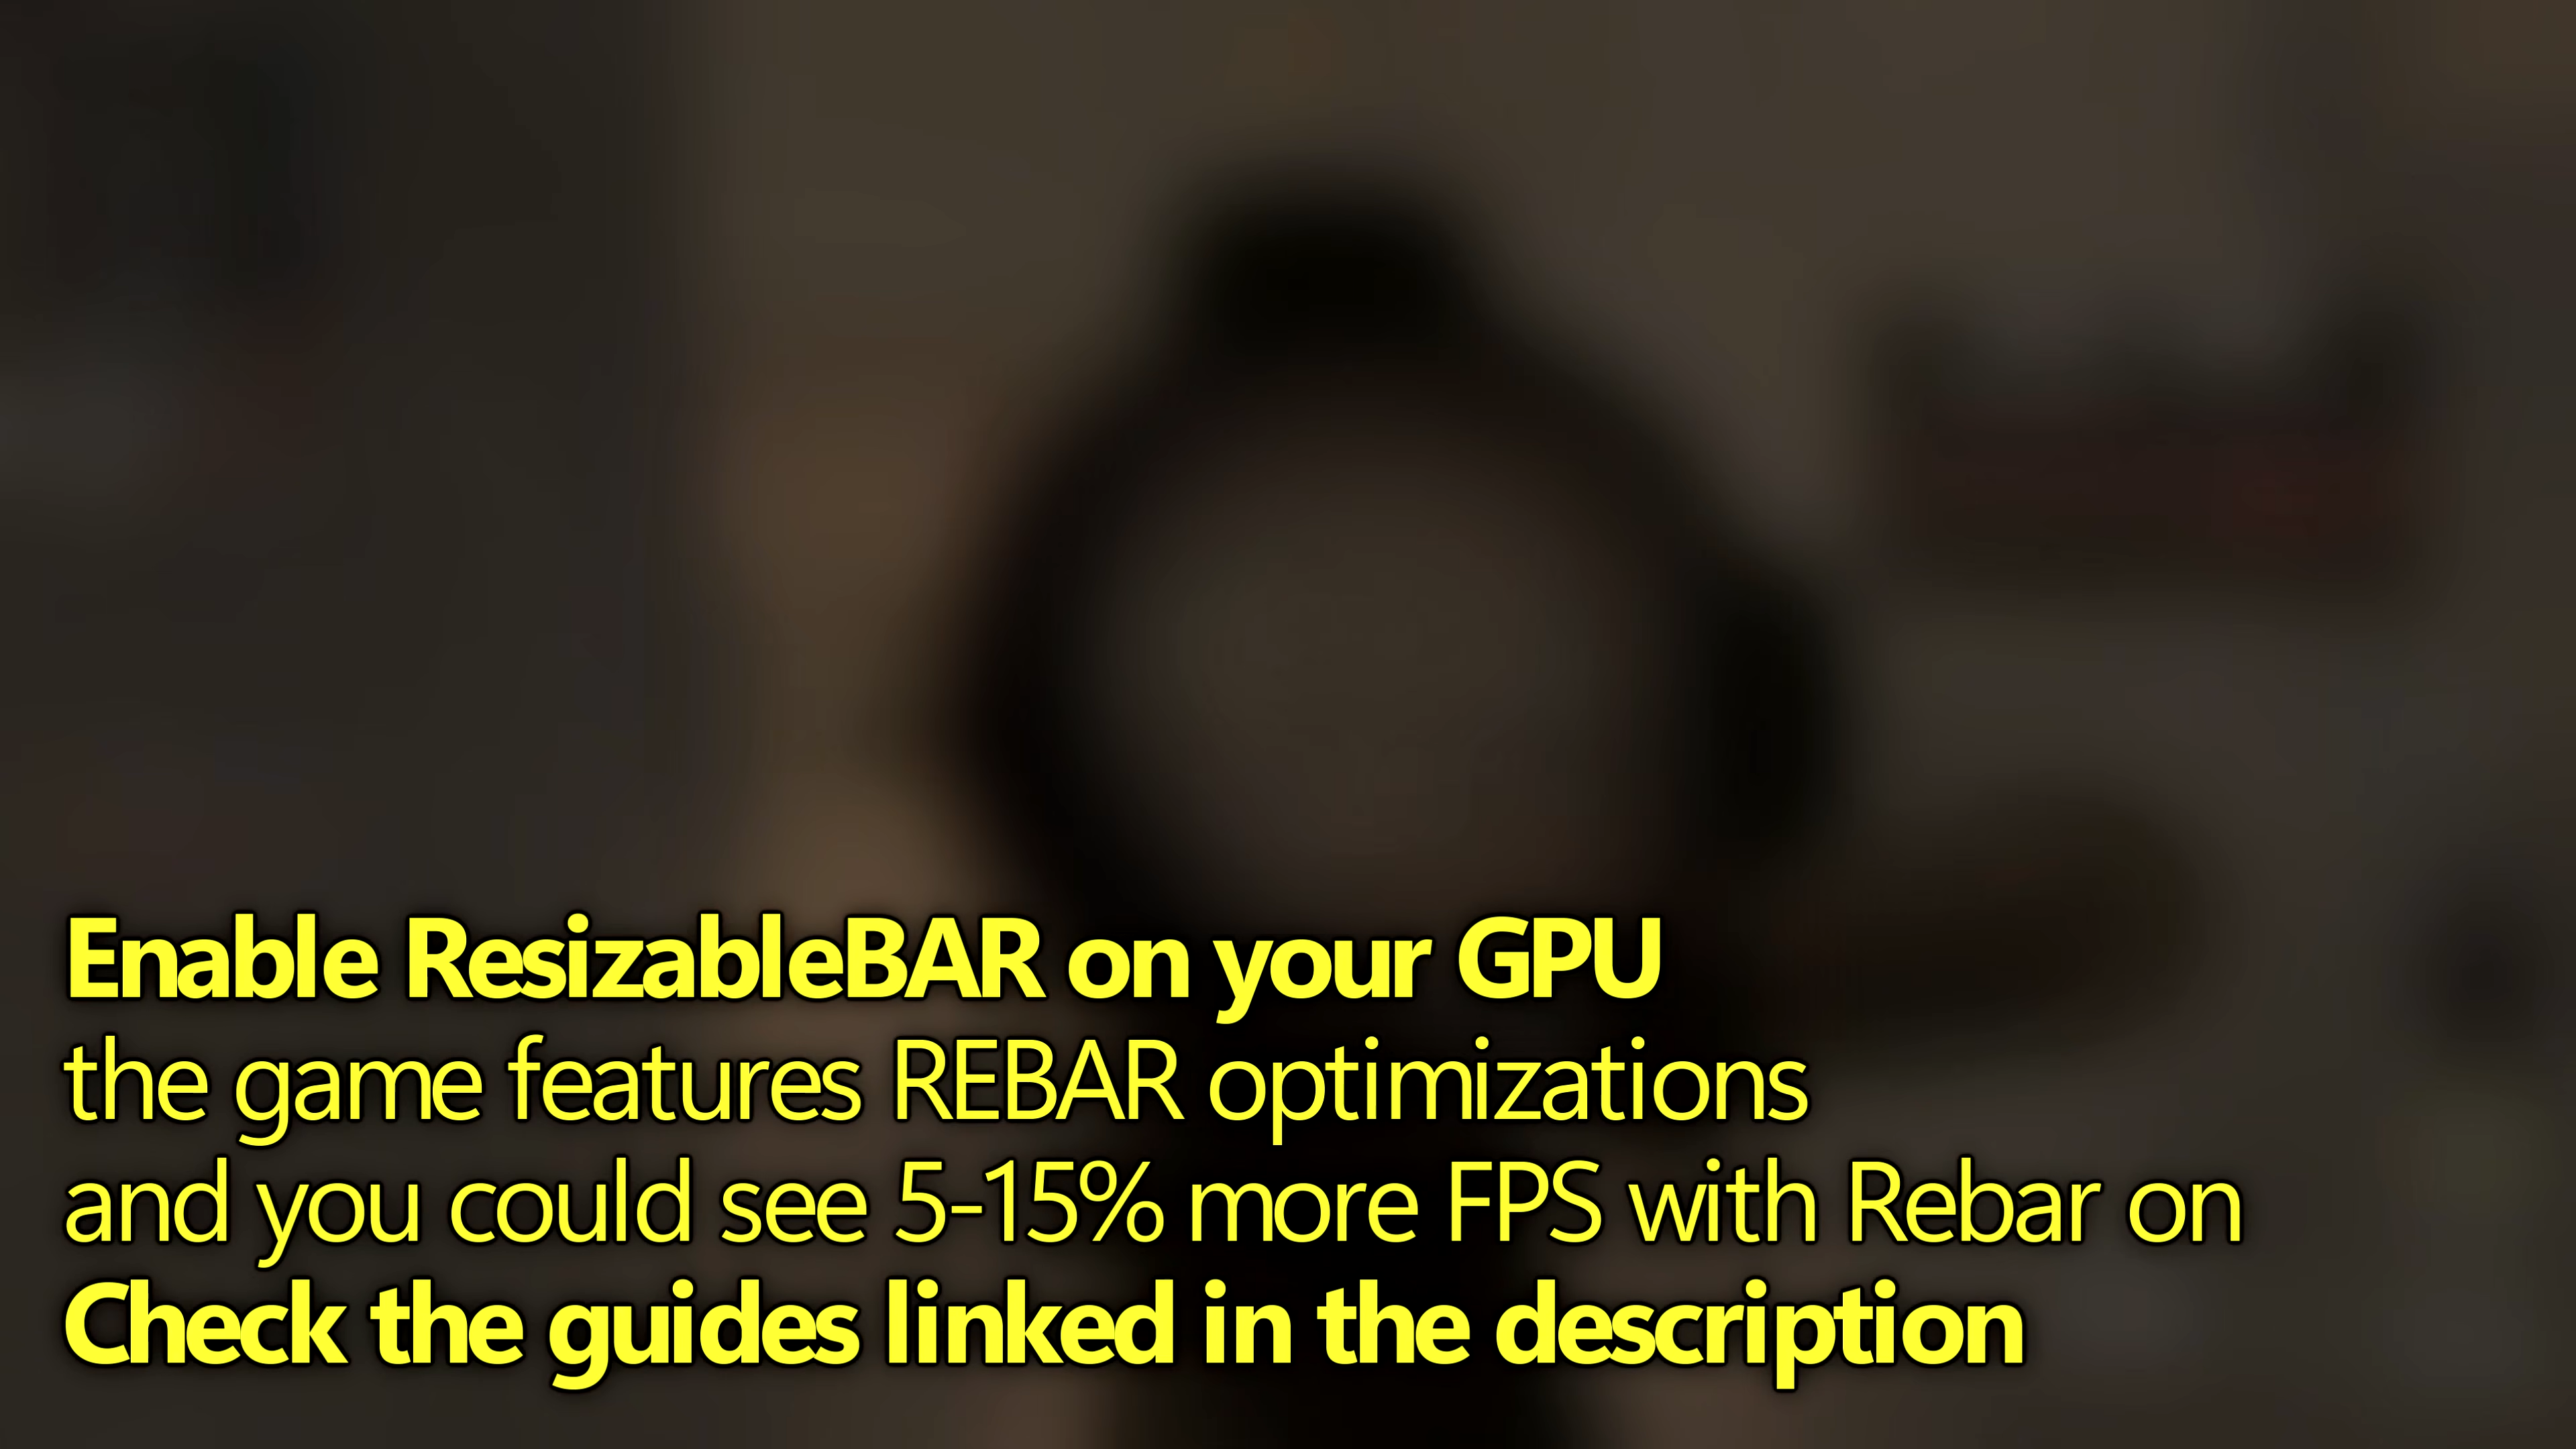 Enable ResizableBAR on your GPU
the game features REBAR optimizations
and you could see 5-15% more FPS with Rebar on
Check the guides linked in the description